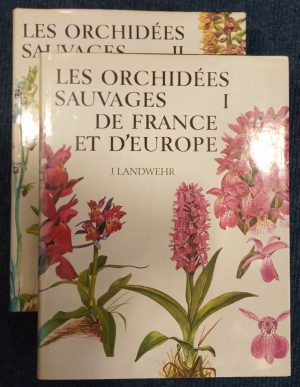 LES ORCHIDÉES
SAUVAGES II
LES ORCHIDÉES
SAUVAGES I
DE FRANCE
ET D'EUROPE
J. LANDWEHR